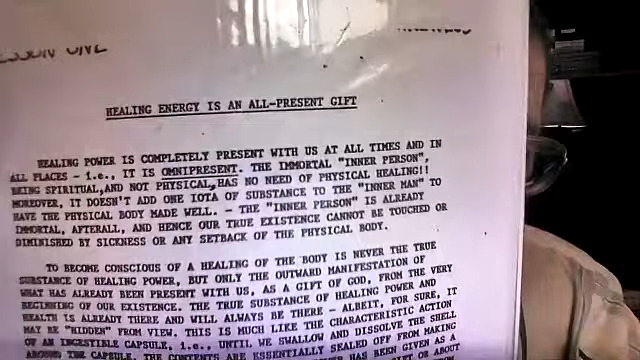 LESSON ONE
HEALING ENERGY IS AN ALL-PRESENT GIFT
HEALING POWER IS COMPLETELY PRESENT WITH US AT ALL TIMES AND IN
ALL PLACES - i.e., IT IS OMNIPRESENT. THE IMMORTAL "INNER PERSON",
BEING SPIRITUAL, AND NOT PHYSICAL, HAS NO NEED OF PHYSICAL HEALING!!
MOREOVER, IT DOESN'T ADD ONE IOTA OF SUBSTANCE TO THE "INNER MAN" TO
HAVE THE PHYSICAL BODY MADE WELL. - THE "INNER PERSON" IS ALREADY
IMMORTAL, AFTERALL, AND HENCE OUR TRUE EXISTENCE CANNOT BE TOUCHED OR
DIMINISHED BY SICKNESS OR ANY SETBACK OF THE PHYSICAL BODY.
TO BECOME CONSCIOUS OF A HEALING OF THE BODY IS NEVER THE TRUE
SUBSTANCE OF HEALING POWER, BUT ONLY THE OUTWARD MANIFESTATION OF
WHAT HAS ALREADY BEEN PRESENT WITH US, AS A GIFT OF GOD, FROM THE VERY
BEGINNING OF OUR EXISTENCE. THE TRUE SUBSTANCE OF HEALING POWER AND
HEALTH IS ALREADY THERE AND WILL ALWAYS BE THERE - ALBEIT, FOR SURE, IT
MAY BE "HIDDEN" FROM VIEW. THIS IS MUCH LIKE THE CHARACTERISTIC ACTION
OF AN INGESTIBLE CAPSULE, i.e., UNTIL WE SWALLOW AND DISSOLVE THE SHELL
AROUND THE CAPSULE, THE CONTENTS ARE ESSENTIALLY SEALED OFF FROM MAKING
HAS BEEN GIVEN AS A
OR ABOUT